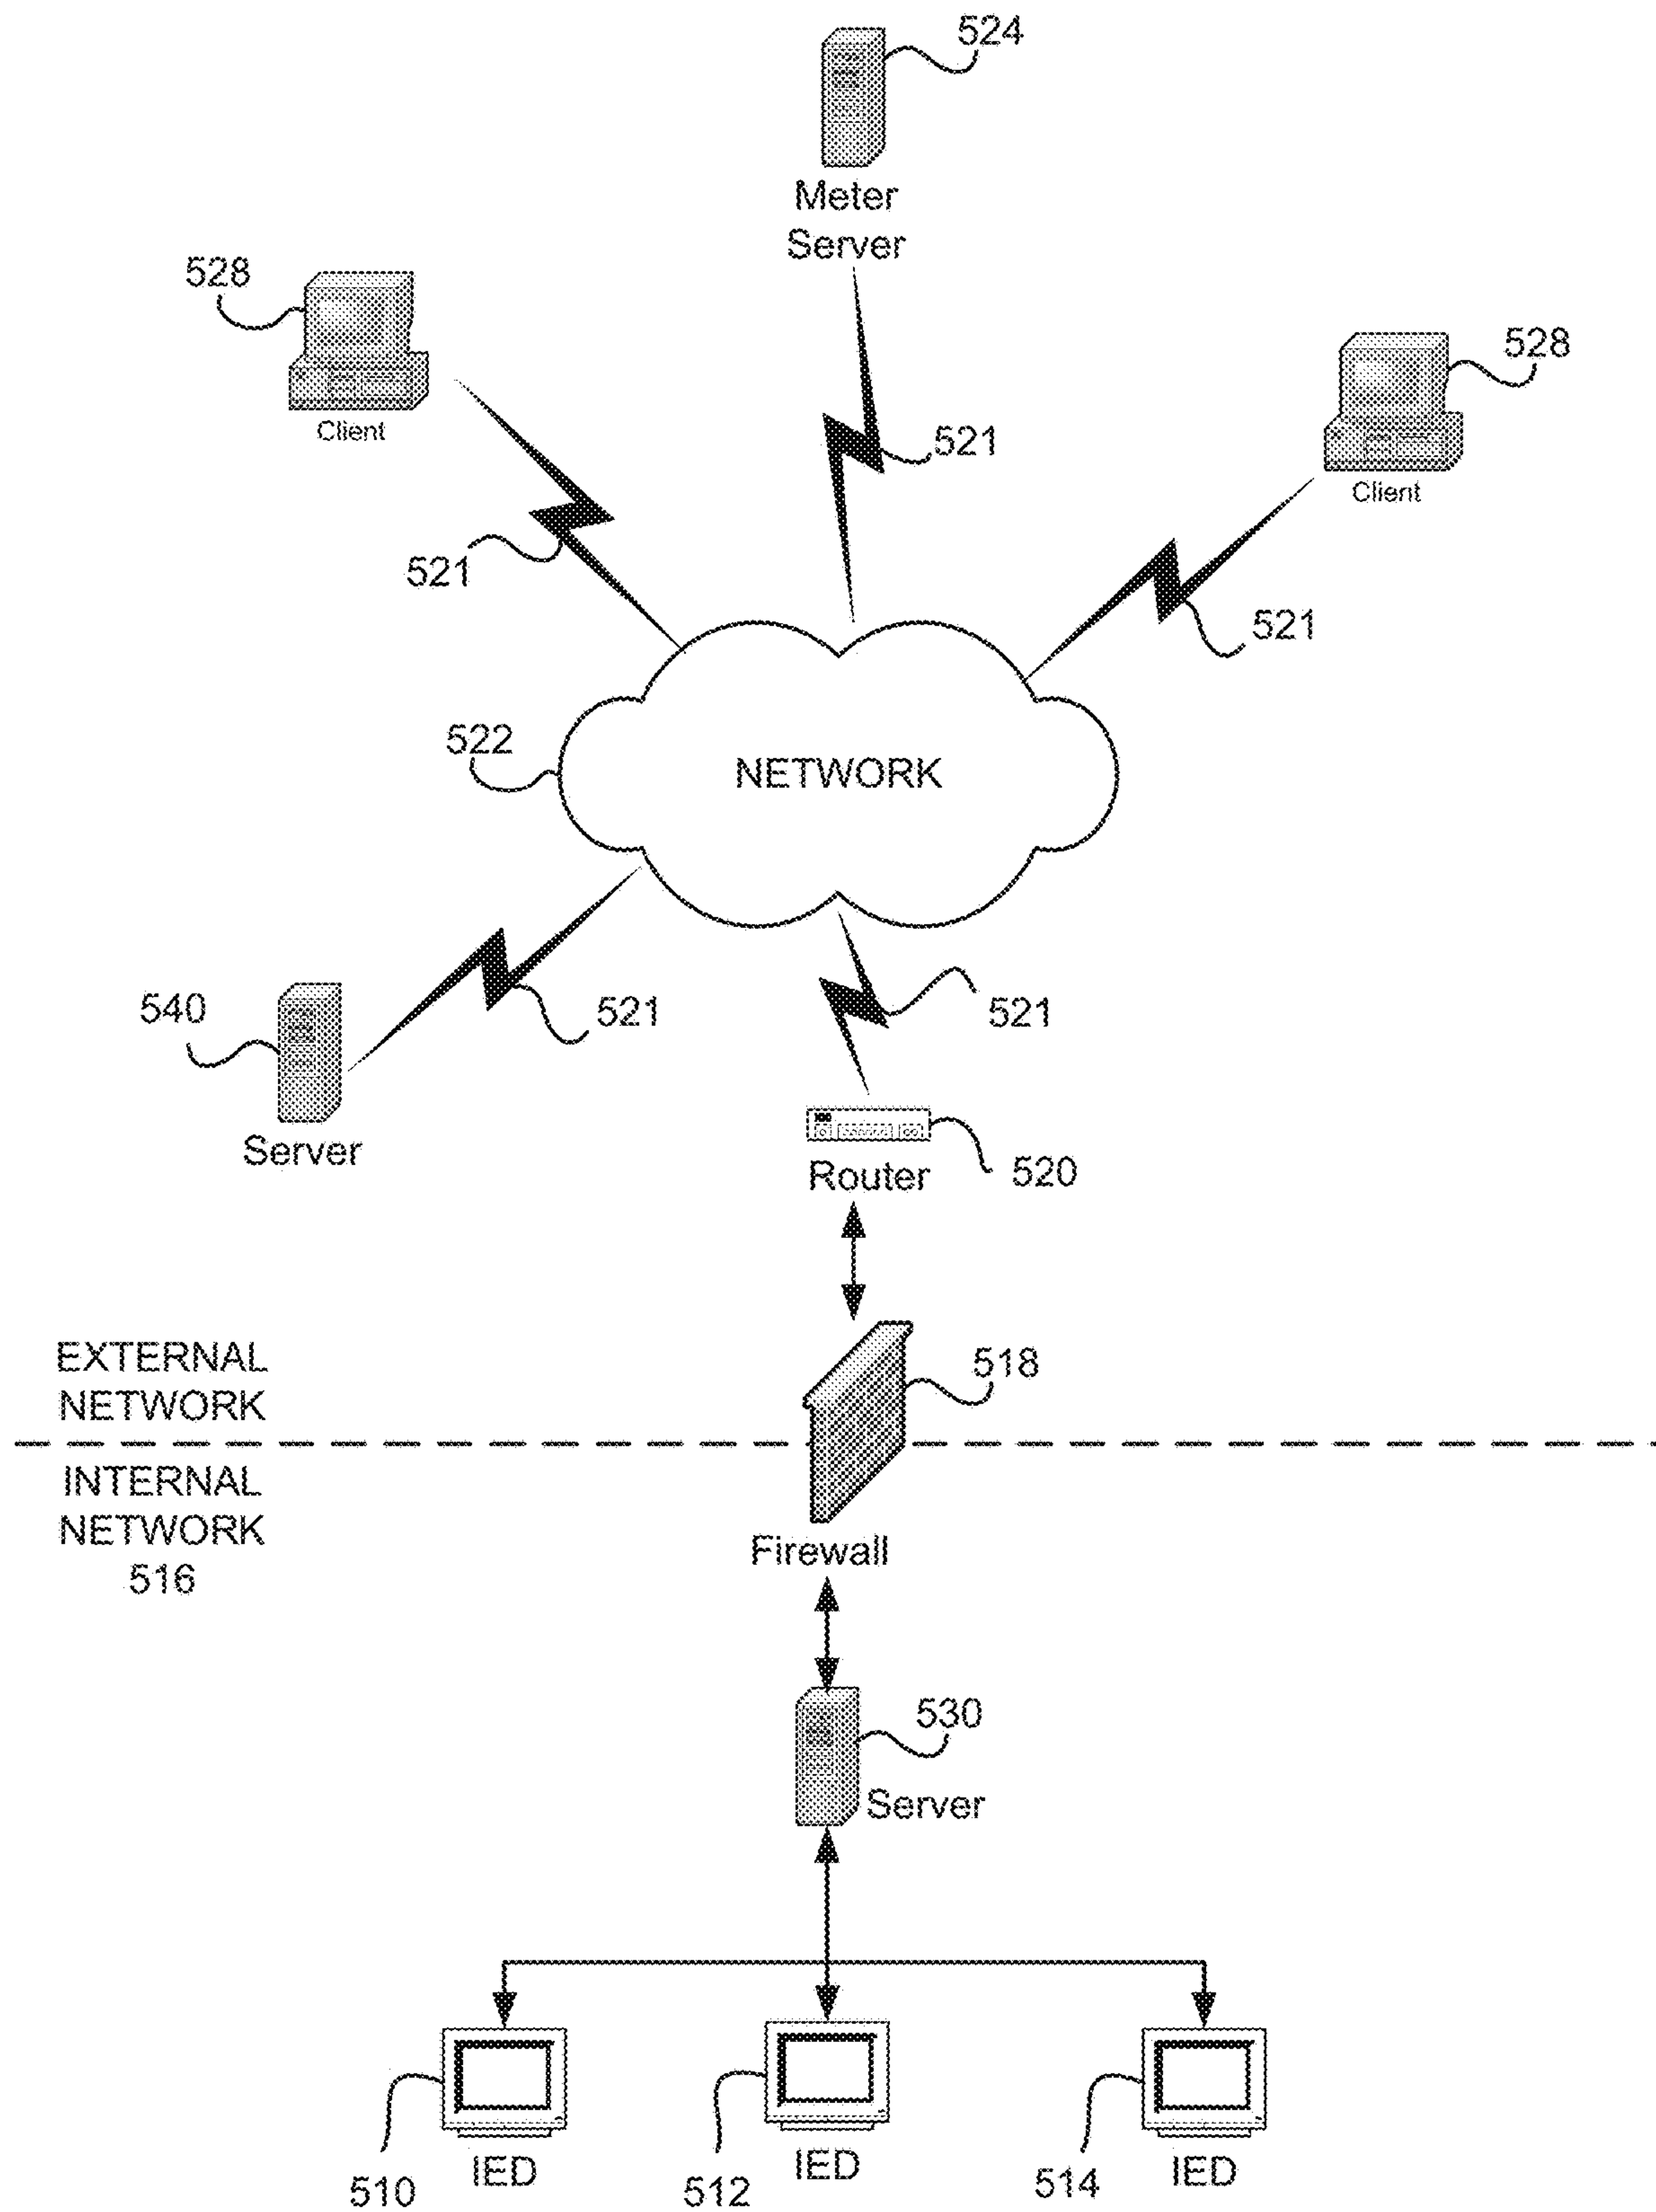 524
Meter
Server
528
Client
528
Client
521
521
521
522
NETWORK
540
Server
521
521
Router
520
EXTERNAL
NETWORK
518
INTERNAL
NETWORK
516
Firewall
530
Server
510
IED
512
IED
514
IED